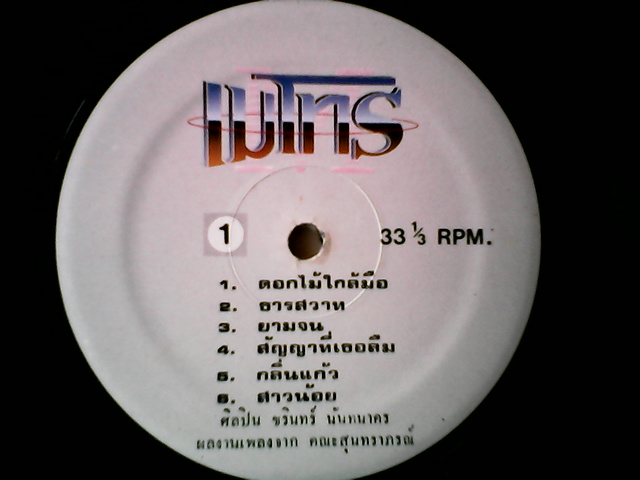 เมโทร
1
33 ⅓ RPM.
1. ดอกไม้ใกล้มือ
2. ธารสวาท
3. ยามจน
4. สัญญาที่เธอลืม
5. กลิ่นแก้ว
6. สาวน้อย
ศิลปิน ชรินทร์ นันทนาคร
ผลงานเพลงจาก คณะสุนทราภรณ์